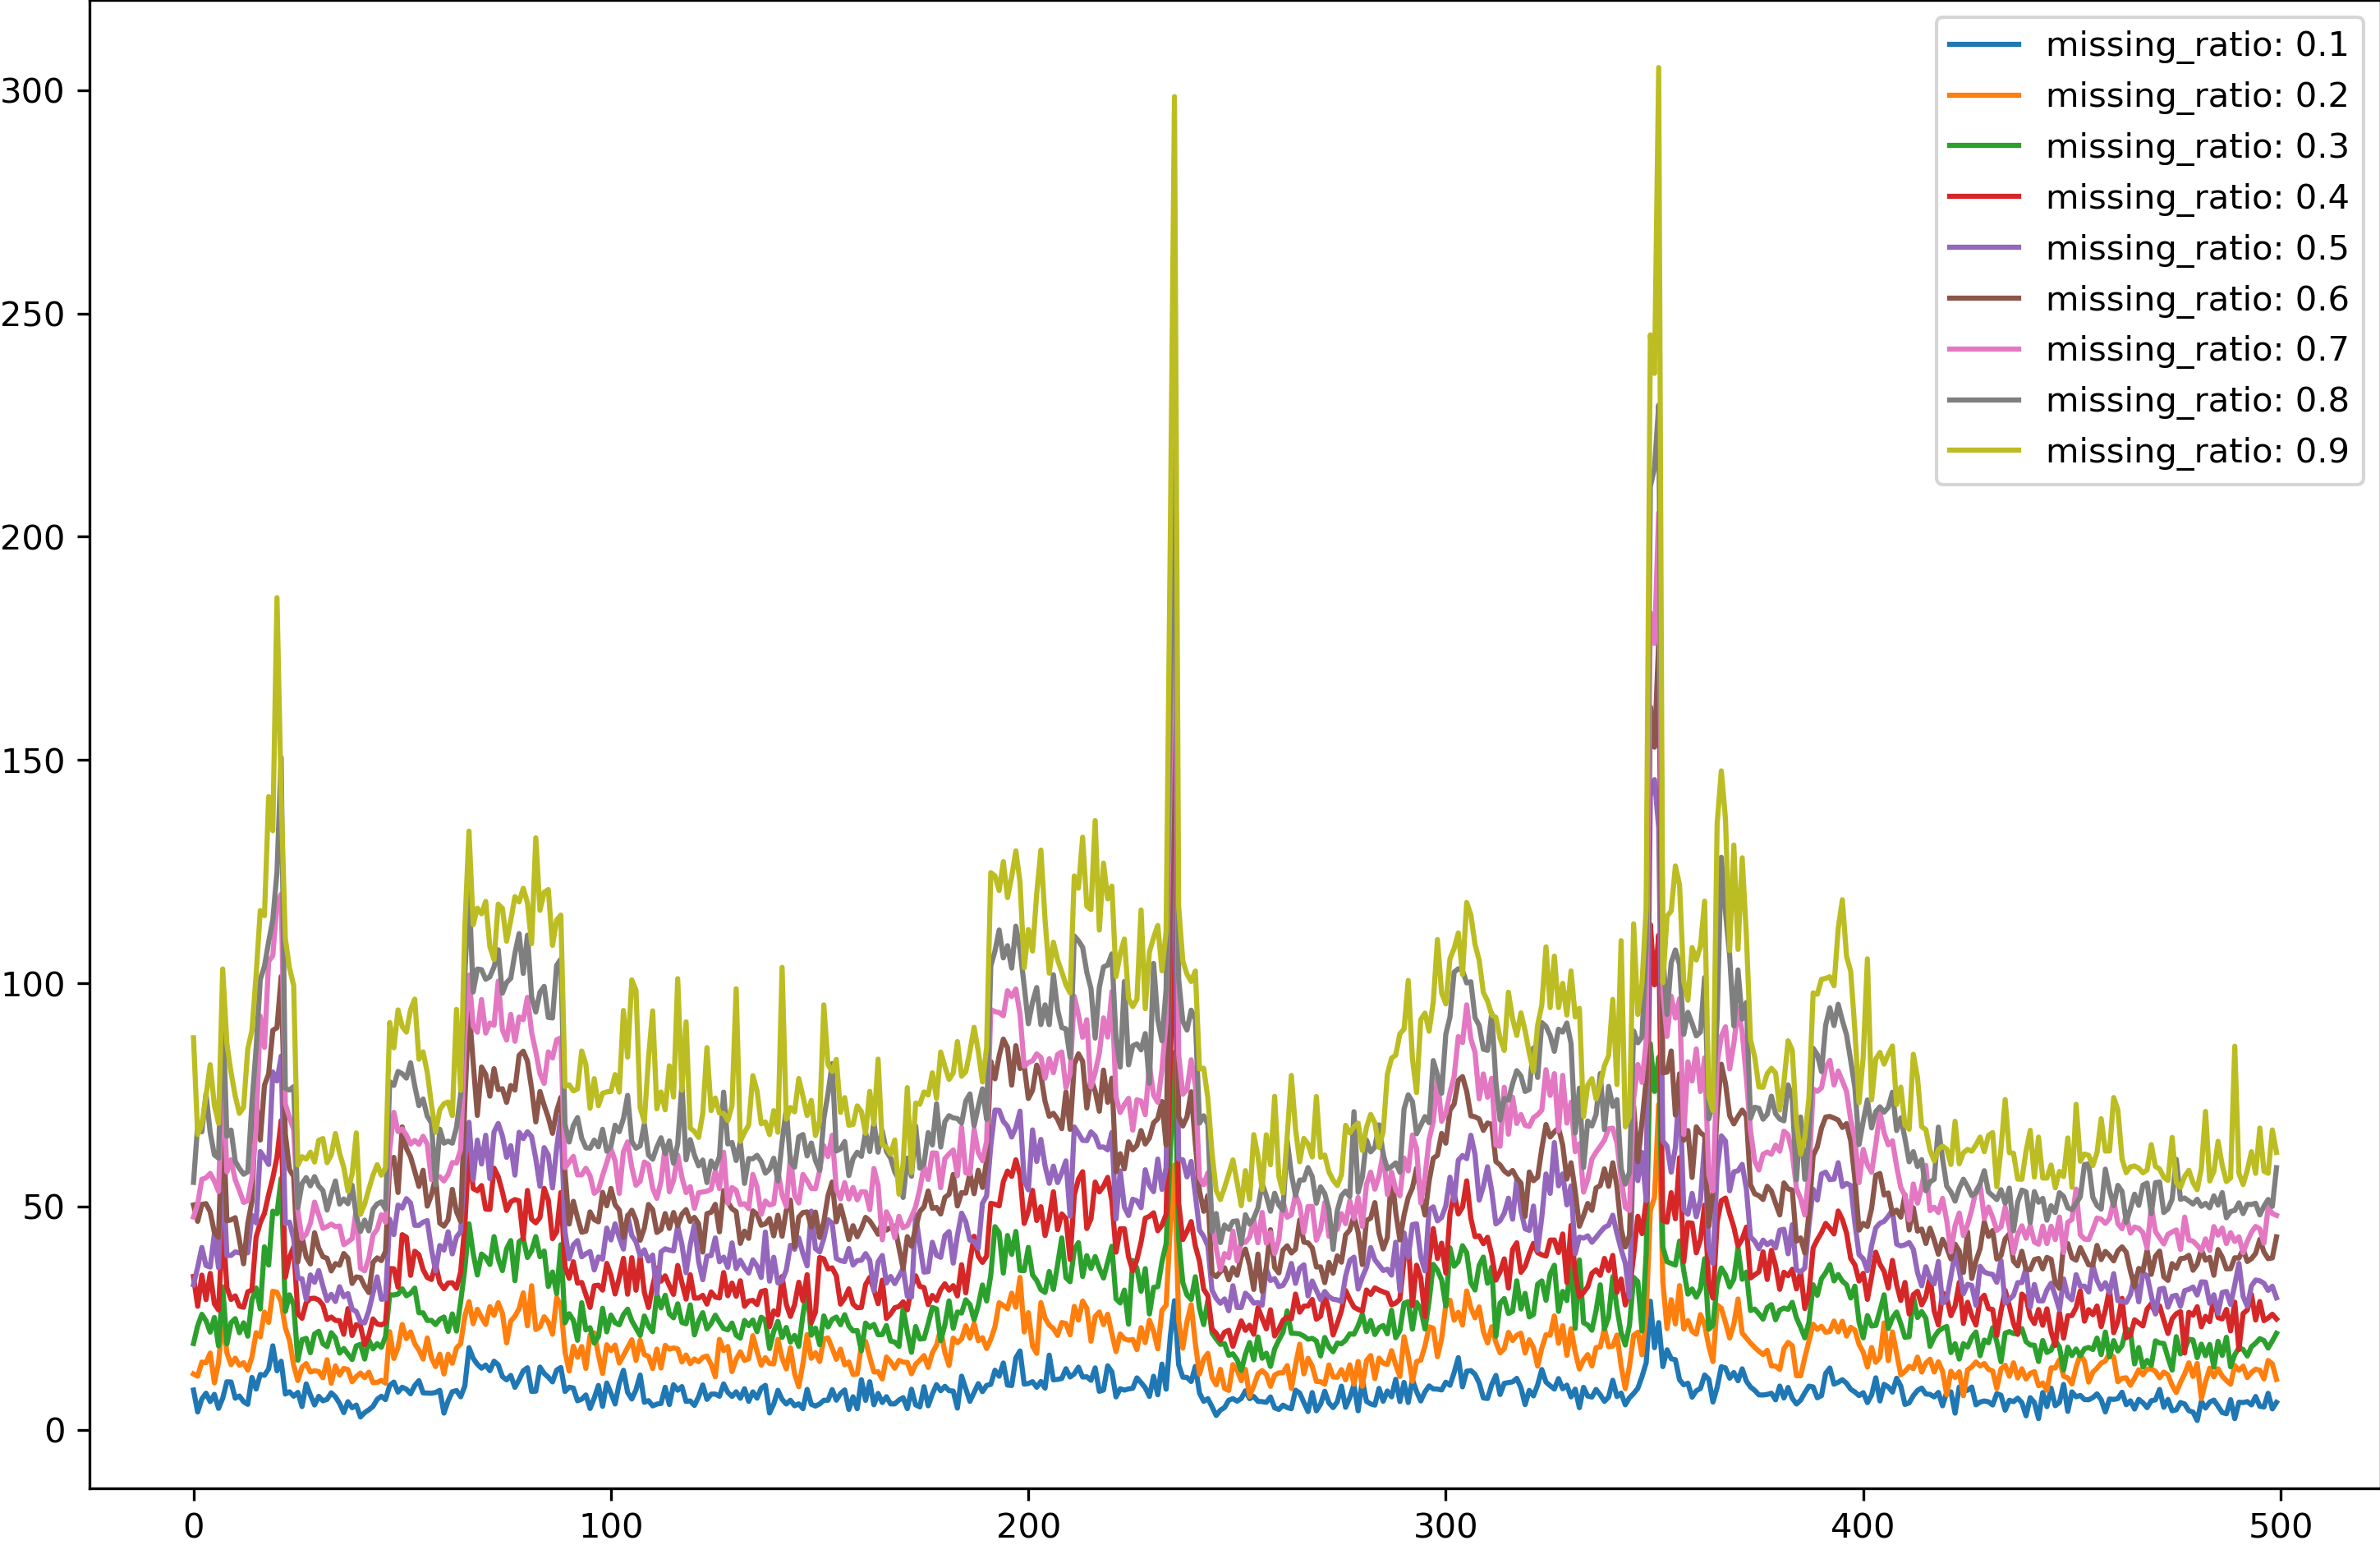 missing_ratio: 0.1
missing_ratio: 0.2
missing_ratio: 0.3
missing_ratio: 0.4
missing_ratio: 0.5
missing_ratio: 0.6
missing_ratio: 0.7
missing_ratio: 0.8
missing_ratio: 0.9
300
250
200
150
100
50
0
0 100 200 300 400 500